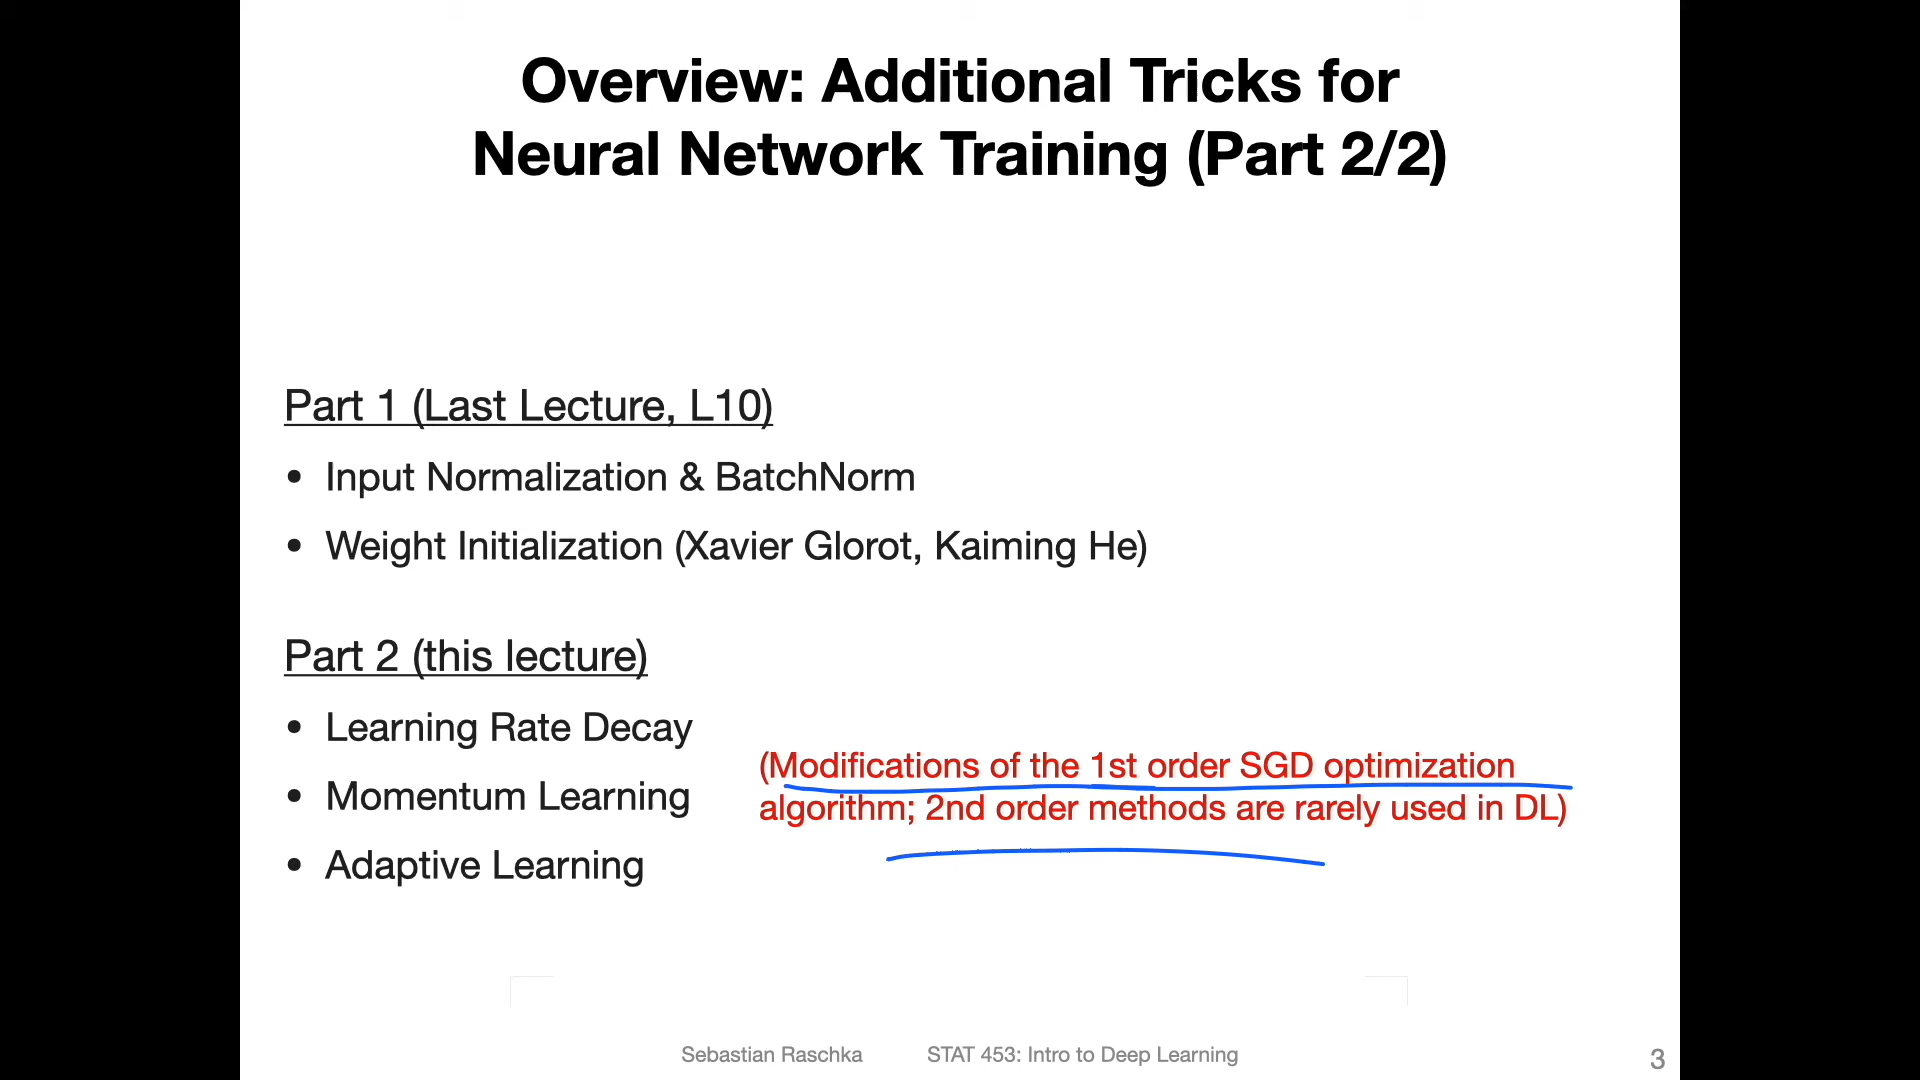 Overview: Additional Tricks for
Neural Network Training (Part 2/2)
Part 1 (Last Lecture, L10)
• Input Normalization & BatchNorm
• Weight Initialization (Xavier Glorot, Kaiming He)
Part 2 (this lecture)
• Learning Rate Decay
• Momentum Learning
• Adaptive Learning
(Modifications of the 1st order SGD optimization
algorithm; 2nd order methods are rarely used in DL)
Sebastian Raschka
STAT 453: Intro to Deep Learning
3